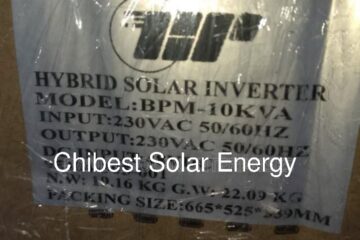 HYBRID SOLAR INVERTER
MODEL:BPM-10KVA
INPUT:230VAC 50/60HZ
OUTPUT:230VAC 50/60HZ
Chibest Solar Energy
N.W: 19.16 KG G.W: 22.09 KG
PACKING SIZE:665*525*